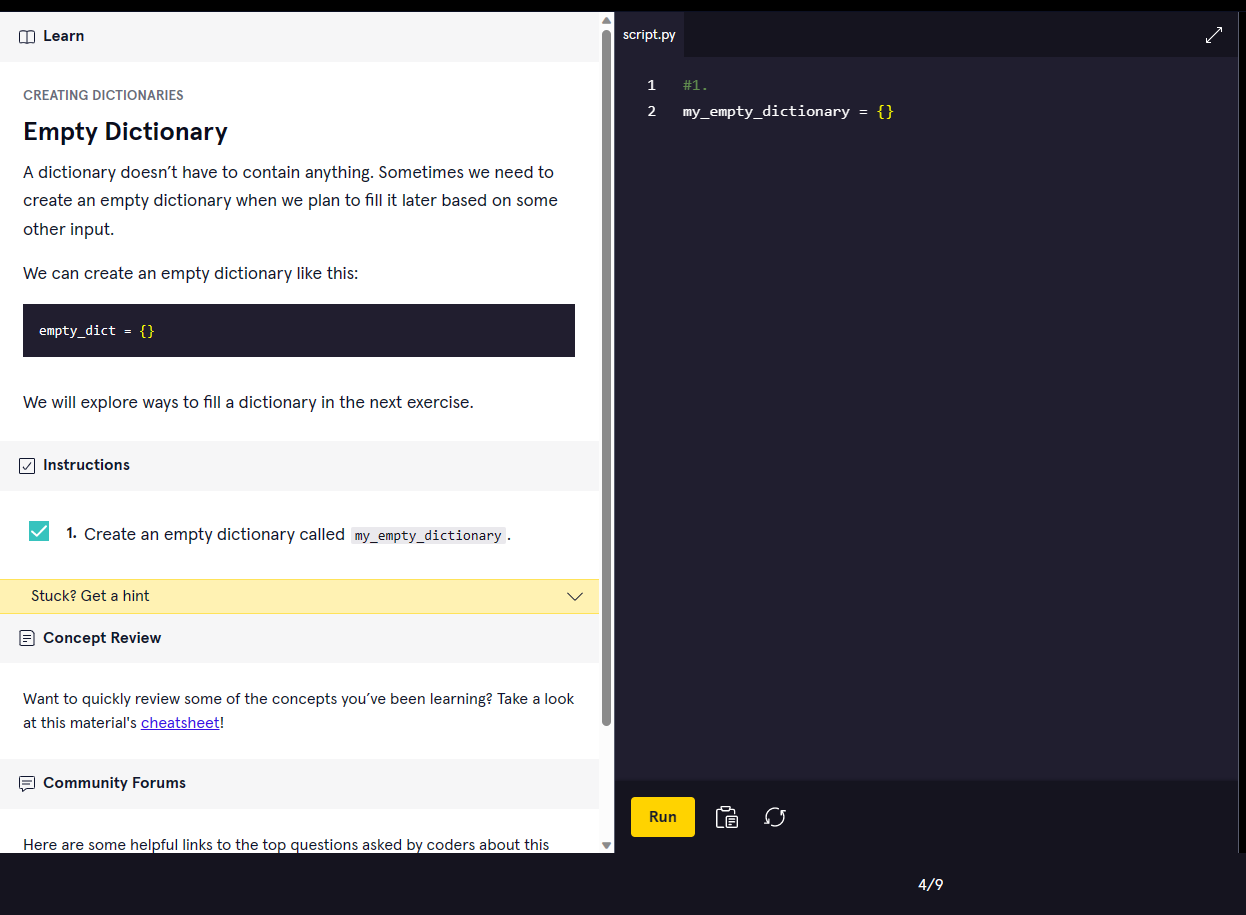 Learn
CREATING DICTIONARIES
Empty Dictionary
A dictionary doesn’t have to contain anything. Sometimes we need to
create an empty dictionary when we plan to fill it later based on some
other input.
We can create an empty dictionary like this:
empty_dict = {}
We will explore ways to fill a dictionary in the next exercise.
Instructions
1. Create an empty dictionary called my_empty_dictionary.
Stuck? Get a hint
Concept Review
Want to quickly review some of the concepts you’ve been learning? Take a look
at this material's cheatsheet!
Community Forums
Here are some helpful links to the top questions asked by coders about this
script.py
1 #1.
2 my_empty_dictionary = {}
Run
4/9